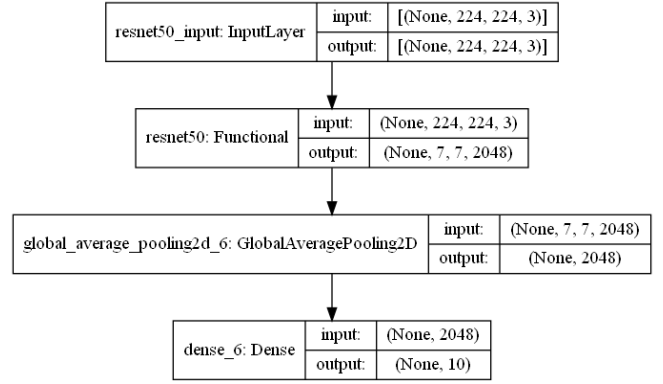 resnet50_input: InputLayer
input: [(None, 224, 224, 3)]
output: [(None, 224, 224, 3)]
resnet50: Functional
input: (None, 224, 224, 3)
output: (None, 7, 7, 2048)
global_average_pooling2d_6: GlobalAveragePooling2D
input: (None, 7, 7, 2048)
output: (None, 2048)
dense_6: Dense
input: (None, 2048)
output: (None, 10)